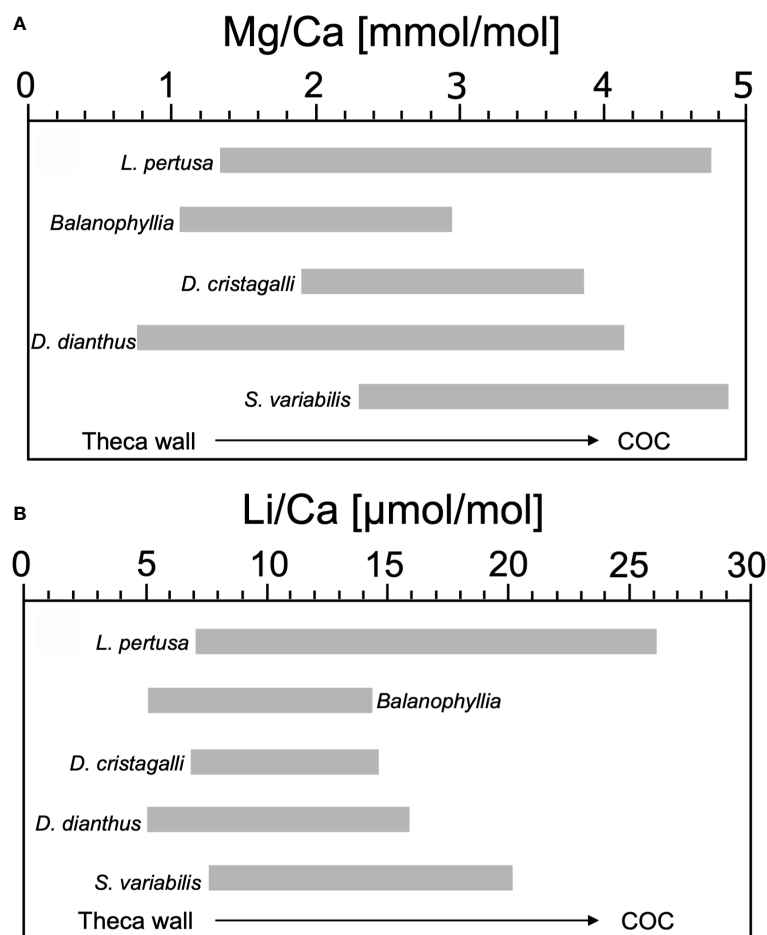 A
Mg/Ca [mmol/mol]
0 1 2 3 4 5
L. pertusa
Balanophyllia
D. cristagalli
D. dianthus
S. variabilis
Theca wall COC
B
Li/Ca [µmol/mol]
0 5 10 15 20 25 30
L. pertusa
Balanophyllia
D. cristagalli
D. dianthus
S. variabilis
Theca wall COC